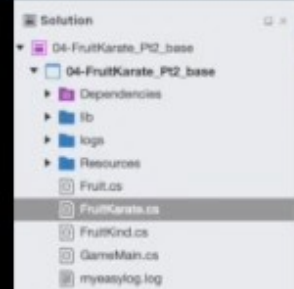 Solution
04-FruitKarate_Pt2_base
04-FruitKarate_Pt2_base
Dependencies
lib
logs
Resources
Fruit.cs
FruitKarate.cs
FruitKind.cs
GameMain.cs
myeasylog.log